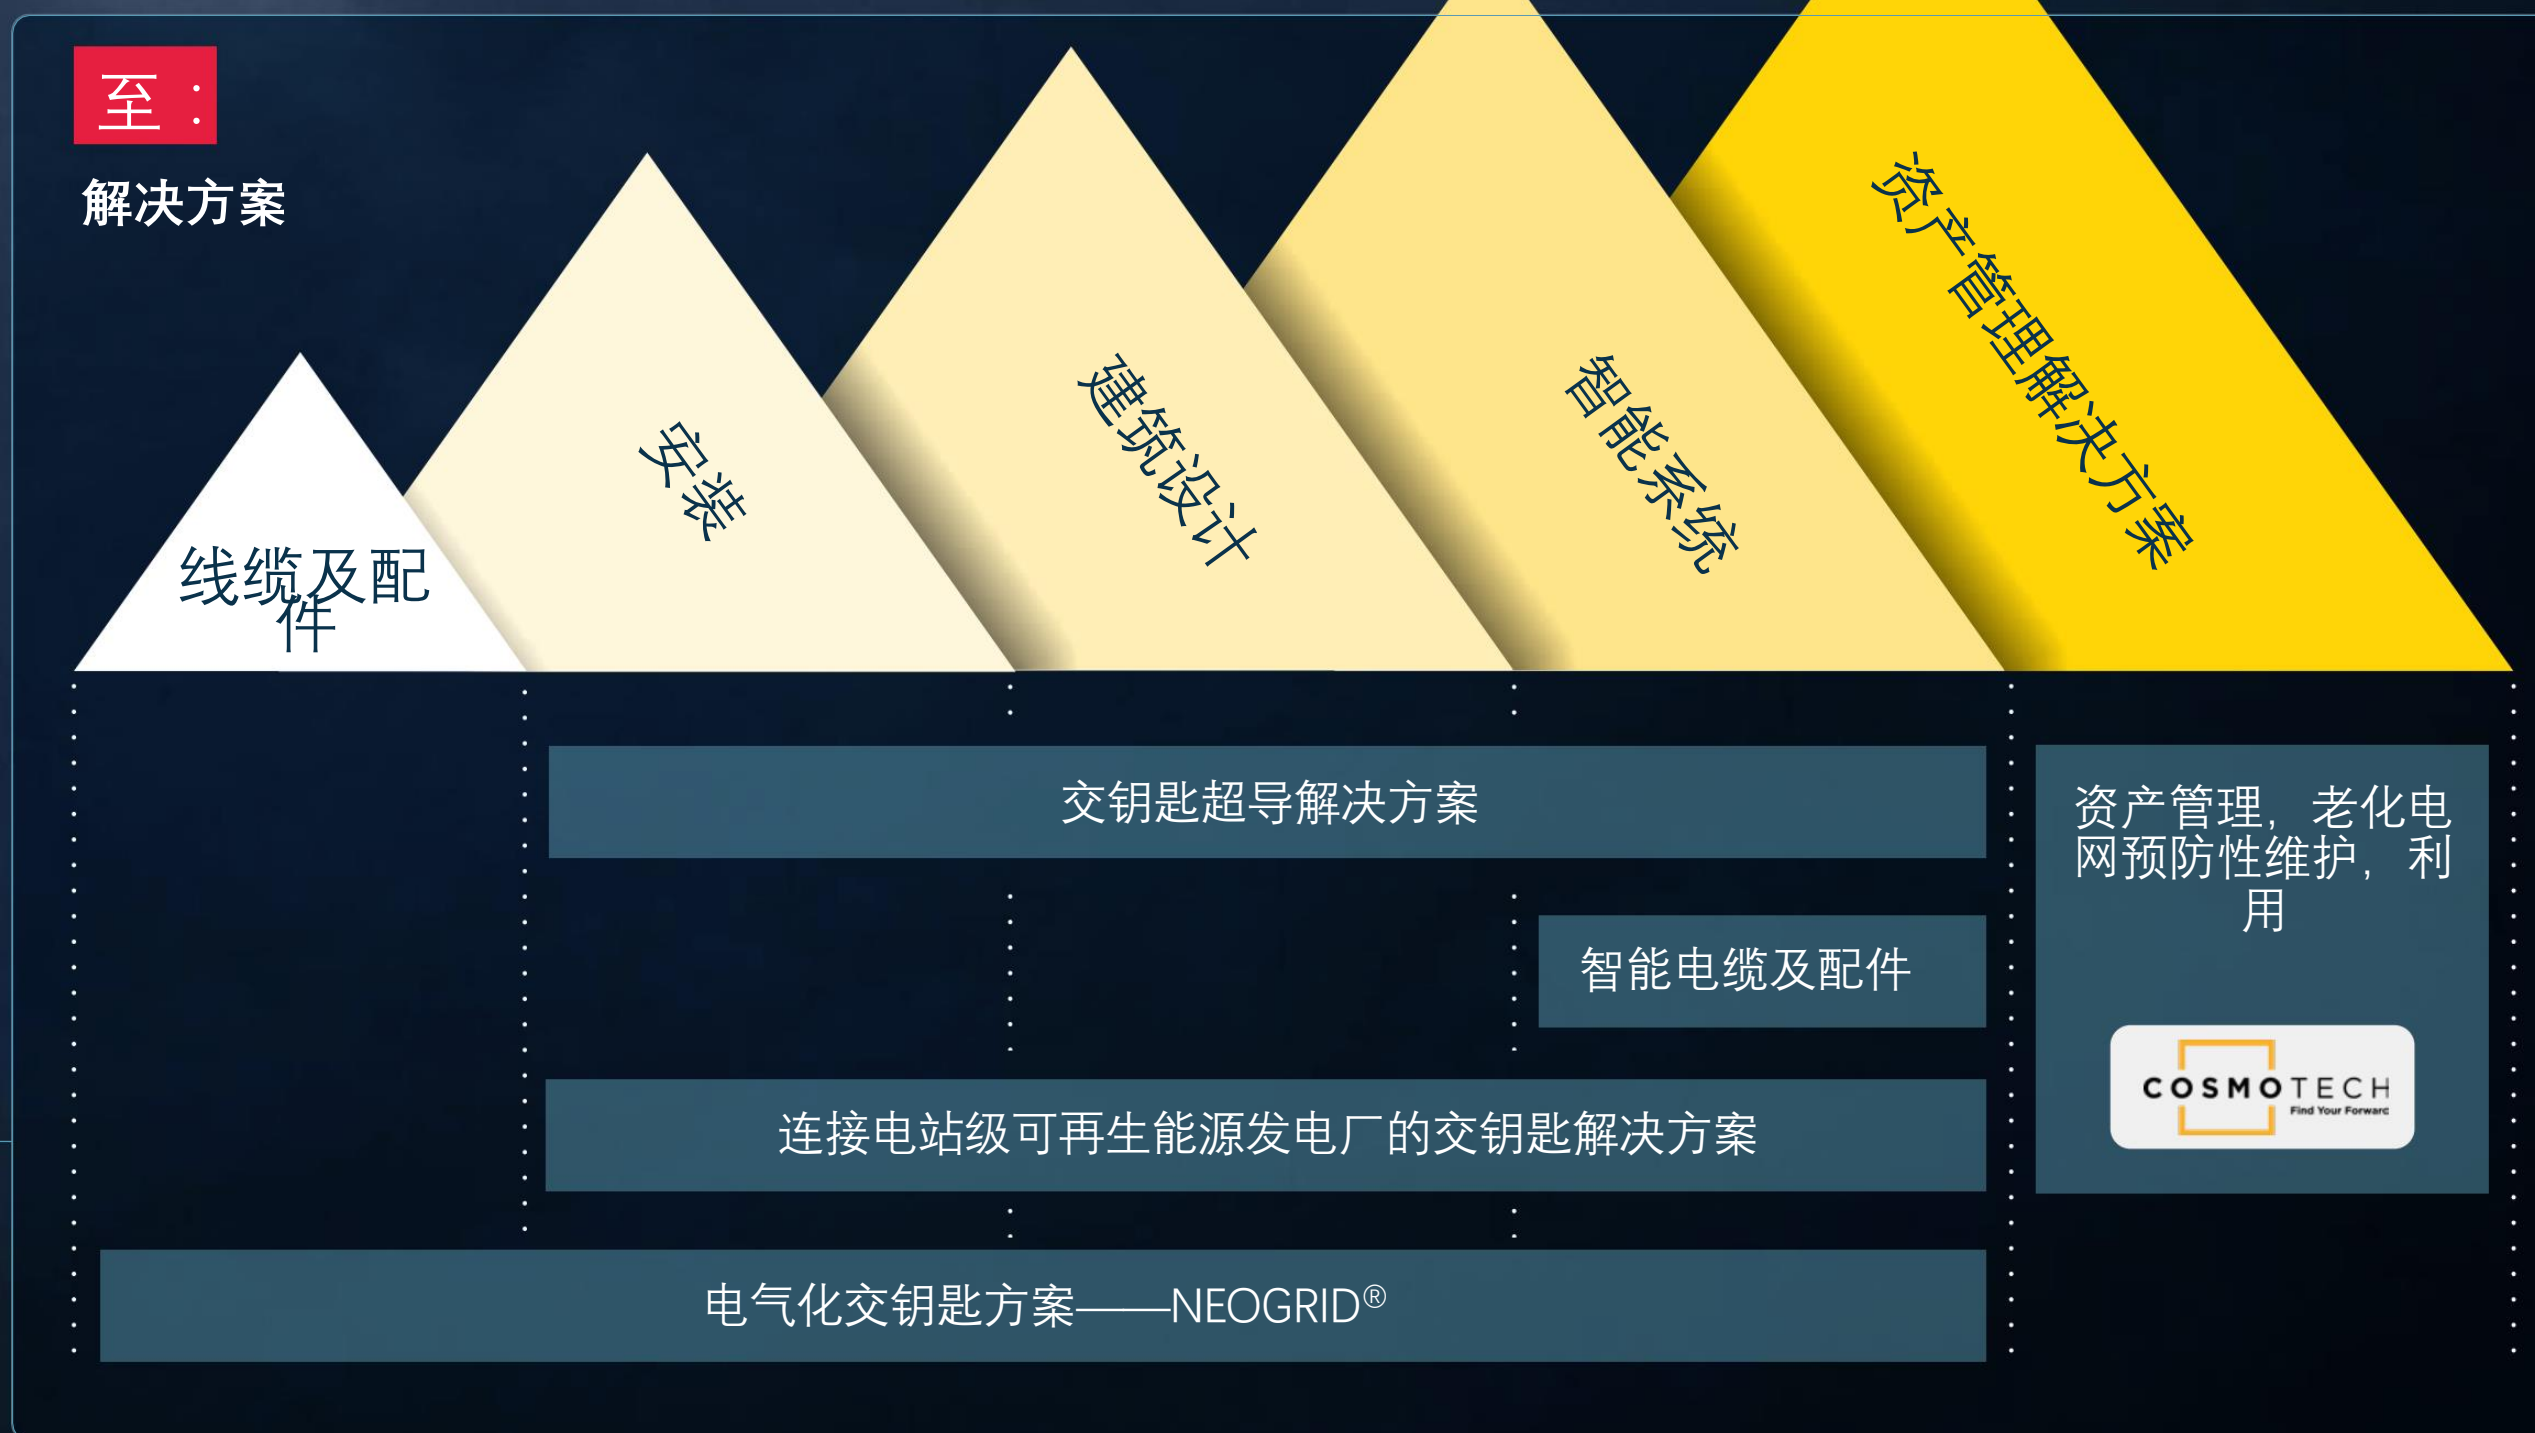 至：
解决方案
线缆及配
件
安装
建筑设计
智能系统
资产管理解决方案
交钥匙超导解决方案
资产管理，老化电
网预防性维护，利
用
智能电缆及配件
COSMOTECH
Find Your Forwarc
连接电站级可再生能源发电厂的交钥匙解决方案
电气化交钥匙方案——NEOGRID®